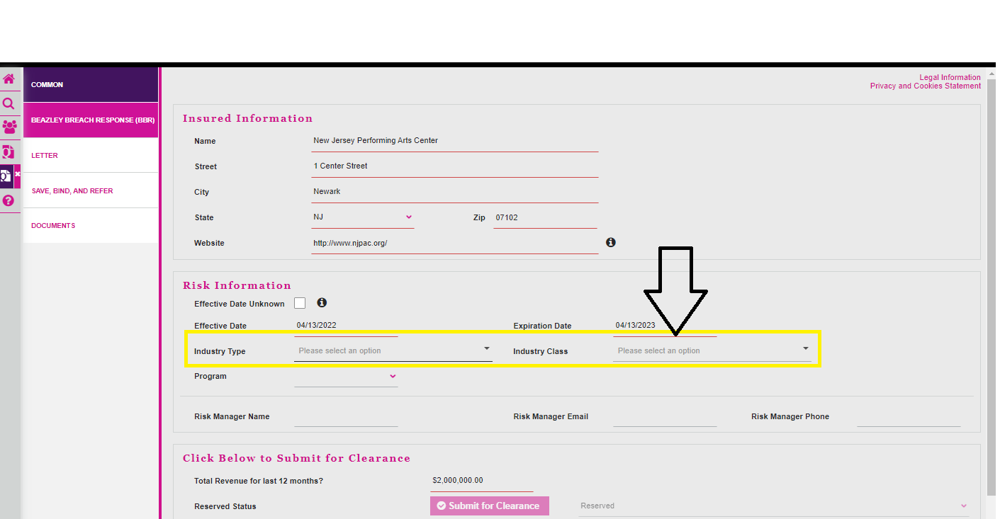 Legal Information
Privacy and Cookies Statement
COMMON
BEAZLEY BREACH RESPONSE (BBR)
LETTER
SAVE, BIND, AND REFER
DOCUMENTS
Insured Information
Name New Jersey Performing Arts Center
Street 1 Center Street
City Newark
State NJ Zip 07102
Website http://www.njpac.org/
Risk Information
Effective Date Unknown
Effective Date 04/13/2022 Expiration Date 04/13/2023
Industry Type Please select an option Industry Class Please select an option
Program
Risk Manager Name Risk Manager Email Risk Manager Phone
Click Below to Submit for Clearance
Total Revenue for last 12 months? $2,000,000.00
Reserved Status Submit for Clearance Reserved